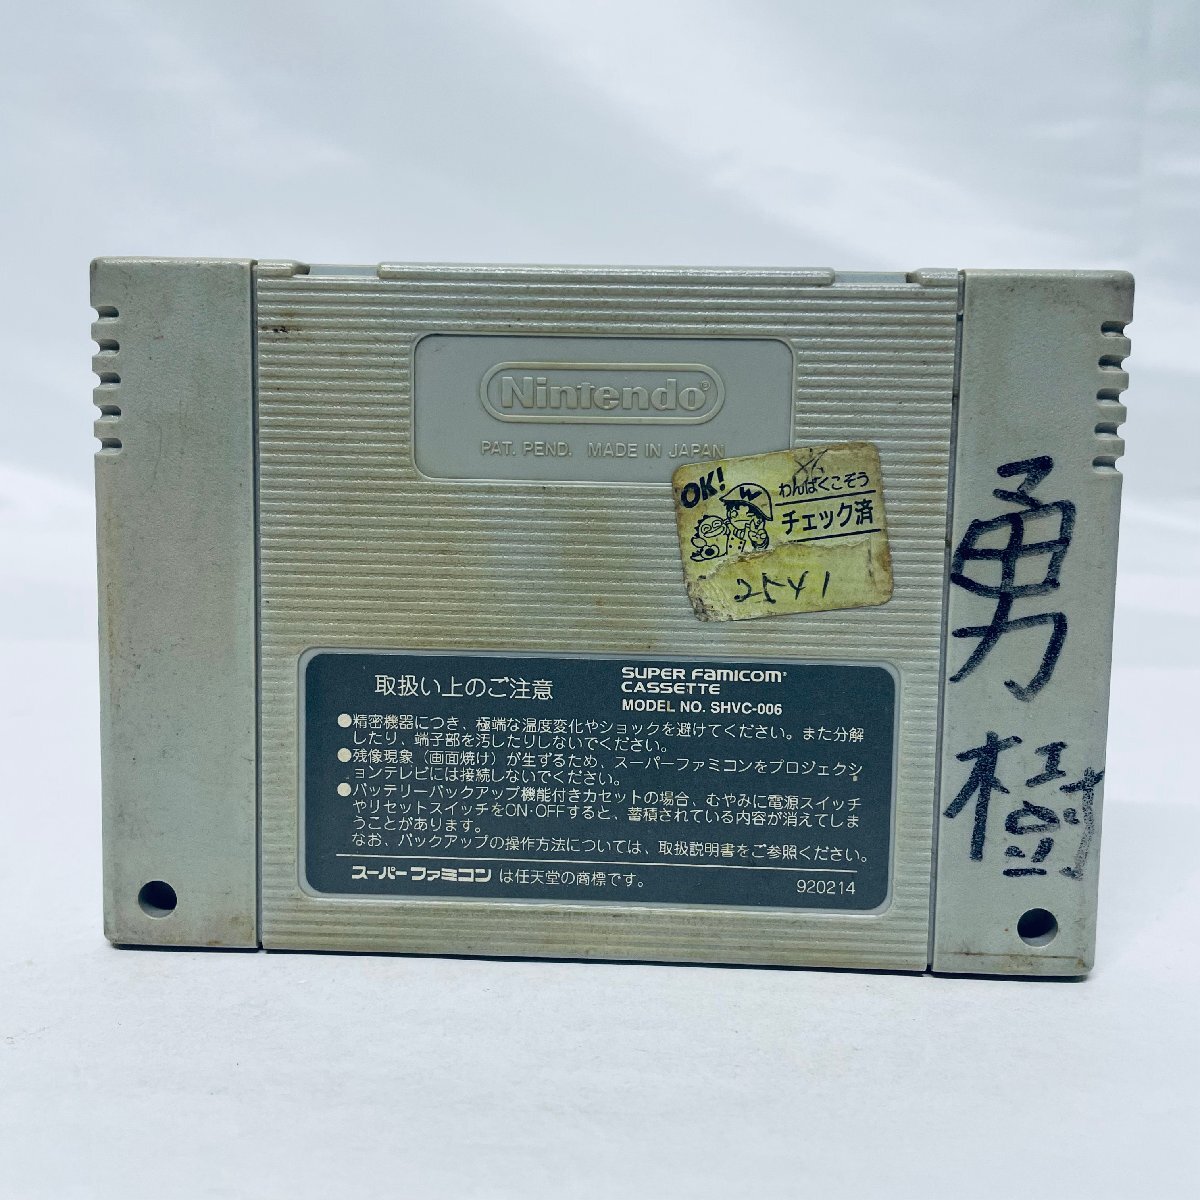 Nintendo®
PAT. PEND. MADE IN JAPAN
OK!
わんぱくこぞう
チェック済
2541
勇樹
取扱い上のご注意
SUPER FAMICOM®
CASSETTE
MODEL NO. SHVC-006
●精密機器につき、極端な温度変化やショックを避けてください。また分解
したり、端子部を汚したりしないでください。
●残像現象（画面焼け）が生ずるため、スーパーファミコンをプロジェクシ
ョンテレビには接続しないでください。
●バッテリーバックアップ機能付きカセットの場合、むやみに電源スイッチ
やリセットスイッチをON・OFFすると、蓄積されている内容が消えてしま
うことがあります。
なお、バックアップの操作方法については、取扱説明書をご参照ください。
スーパーファミコンは任天堂の商標です。
920214